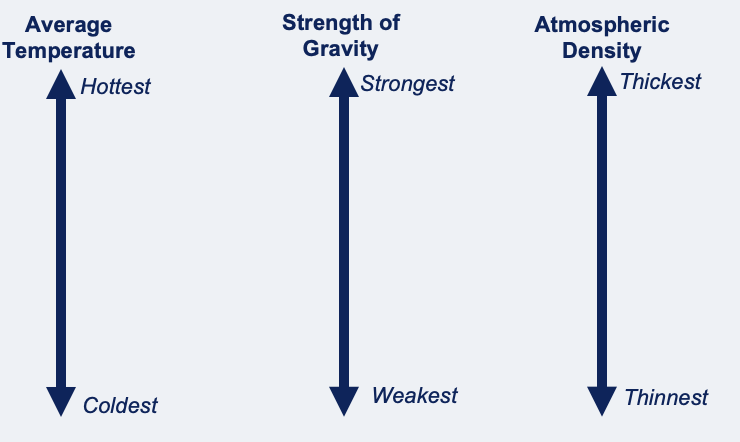 Average
Temperature
Hottest
Coldest
Strength of
Gravity
Strongest
Weakest
Atmospheric
Density
Thickest
Thinnest